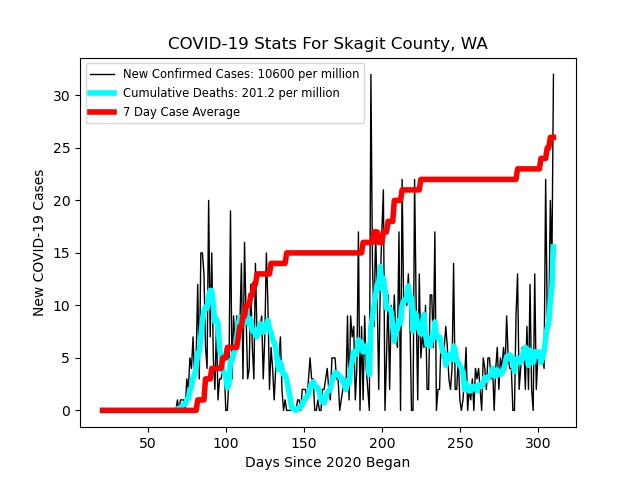 COVID-19 Stats For Skagit County, WA
New Confirmed Cases: 10600 per million
Cumulative Deaths: 201.2 per million
7 Day Case Average
30
25
20
15
10
5
0
New COVID-19 Cases
50 100 150 200 250 300
Days Since 2020 Began